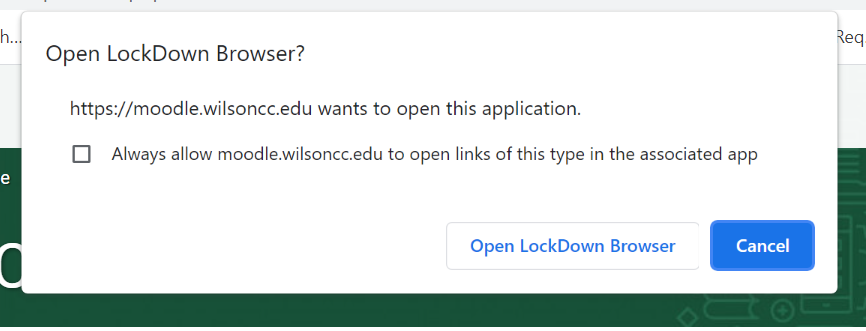 h...
Req
Open LockDown Browser?
https://moodle.wilsoncc.edu wants to open this application.
Always allow moodle.wilsoncc.edu to open links of this type in the associated app
e
Open LockDown Browser
Cancel